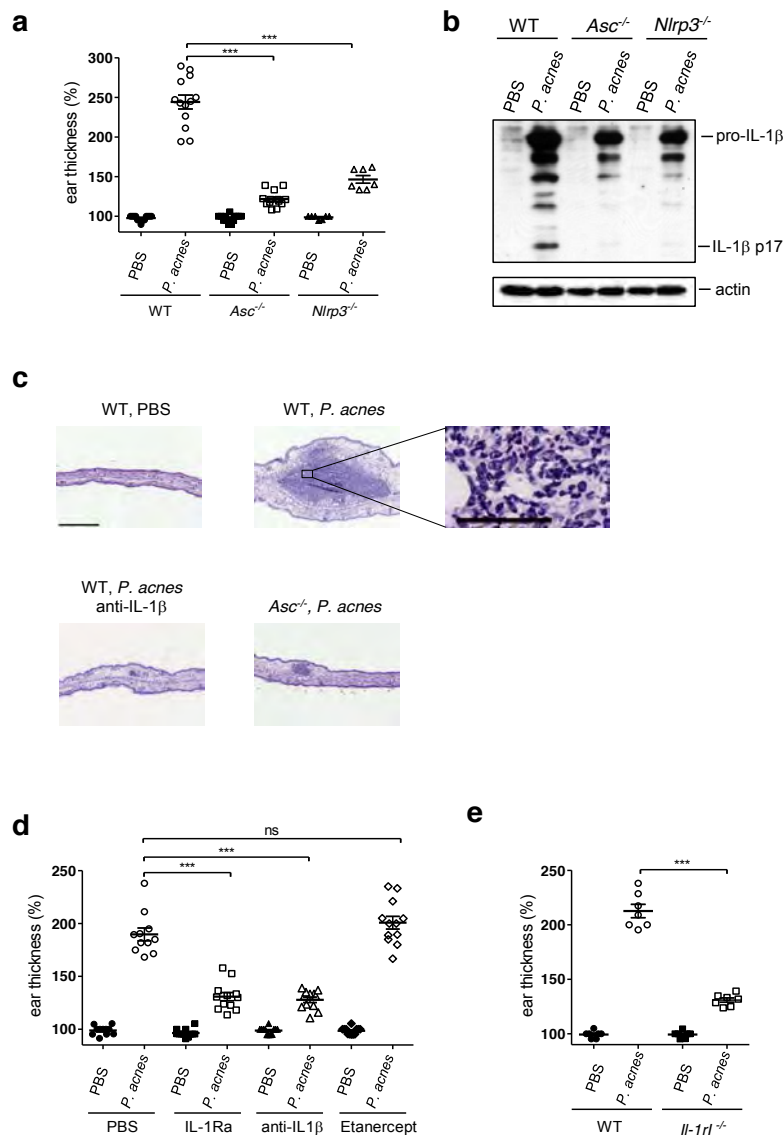 a
ear thickness (%)
300
250
200
150
100
***
***
PBS
P. acnes
PBS
P. acnes
PBS
P. acnes
WT
Asc-/-
Nlrp3-/-
b
WT
Asc-/-
Nlrp3-/-
PBS
P. acnes
PBS
P. acnes
PBS
P. acnes
pro-IL-1β
IL-1β p17
actin
c
WT, PBS
WT, P. acnes
WT, P. acnes
anti-IL-1β
Asc-/-, P. acnes
d
ns
***
***
ear thickness (%)
250
200
150
100
PBS
P. acnes
PBS
P. acnes
PBS
P. acnes
PBS
P. acnes
PBS
IL-1Ra
anti-IL1β
Etanercept
e
***
ear thickness (%)
250
200
150
100
PBS
P. acnes
PBS
P. acnes
WT
Il-1rI -/-